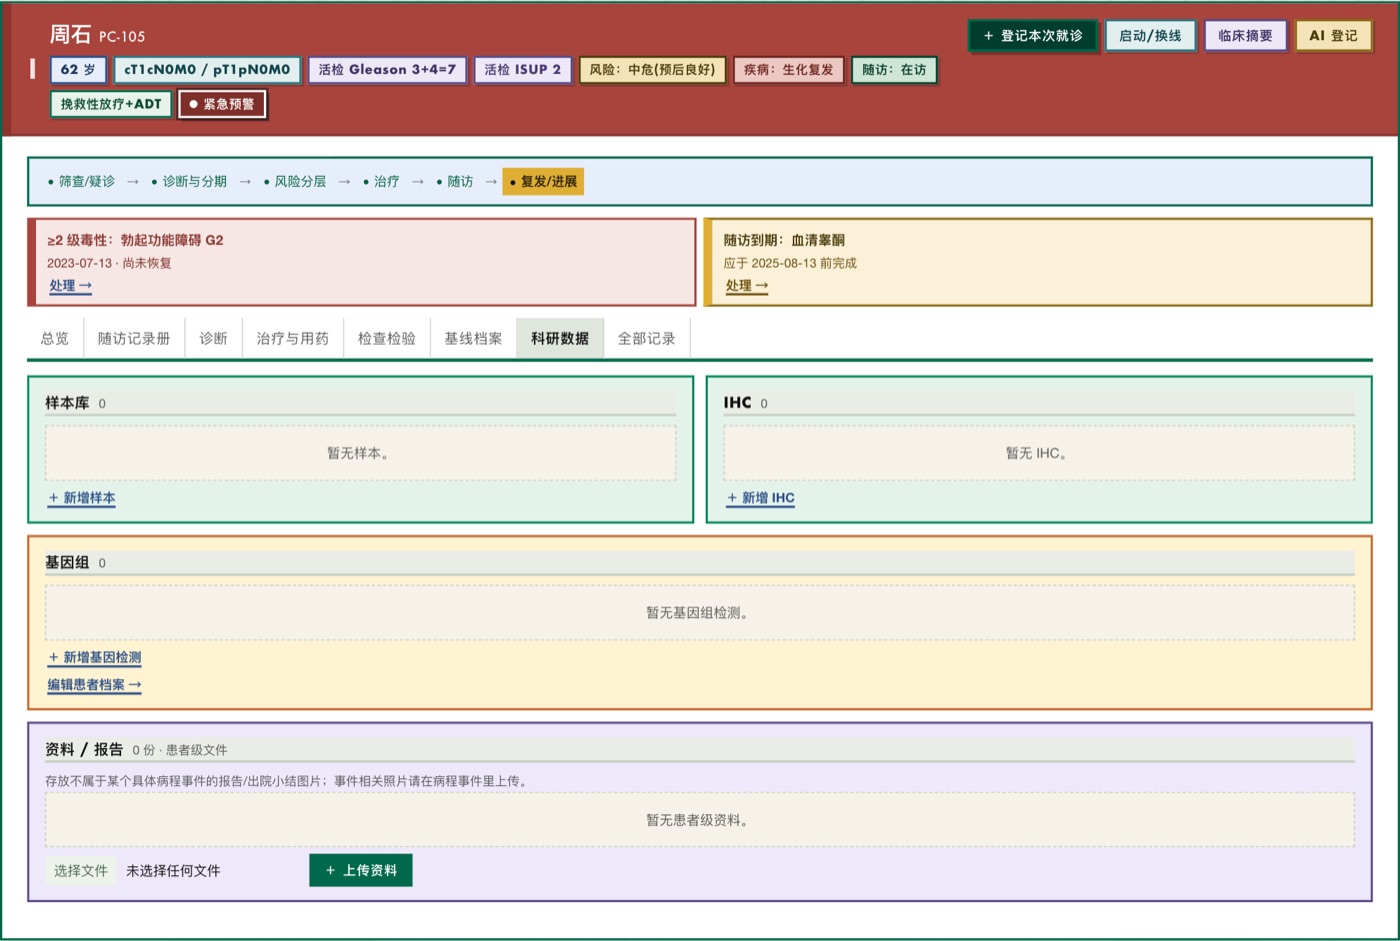 周石 PC-105
+ 登记本次就诊 启动/换线 临床摘要 AI 登记
62 岁 cT1cN0M0 / pT1pN0M0 活检 Gleason 3+4=7 活检 ISUP 2 风险：中危(预后良好) 疾病：生化复发 随访：在访
挽救性放疗+ADT ● 紧急预警
• 筛查/疑诊 → • 诊断与分期 → • 风险分层 → • 治疗 → • 随访 → • 复发/进展
≥2 级毒性：勃起功能障碍 G2
2023-07-13 · 尚未恢复
处理 →
随访到期：血清睾酮
应于 2025-08-13 前完成
处理 →
总览 随访记录册 诊断 治疗与用药 检查检验 基线档案 科研数据 全部记录
样本库 0
暂无样本。
+ 新增样本
IHC 0
暂无 IHC。
+ 新增 IHC
基因组 0
暂无基因组检测。
+ 新增基因检测
编辑患者档案 →
资料 / 报告 0 份 · 患者级文件
存放不属于某个具体病程事件的报告/出院小结图片；事件相关照片请在病程事件里上传。
暂无患者级资料。
选择文件 未选择任何文件 + 上传资料